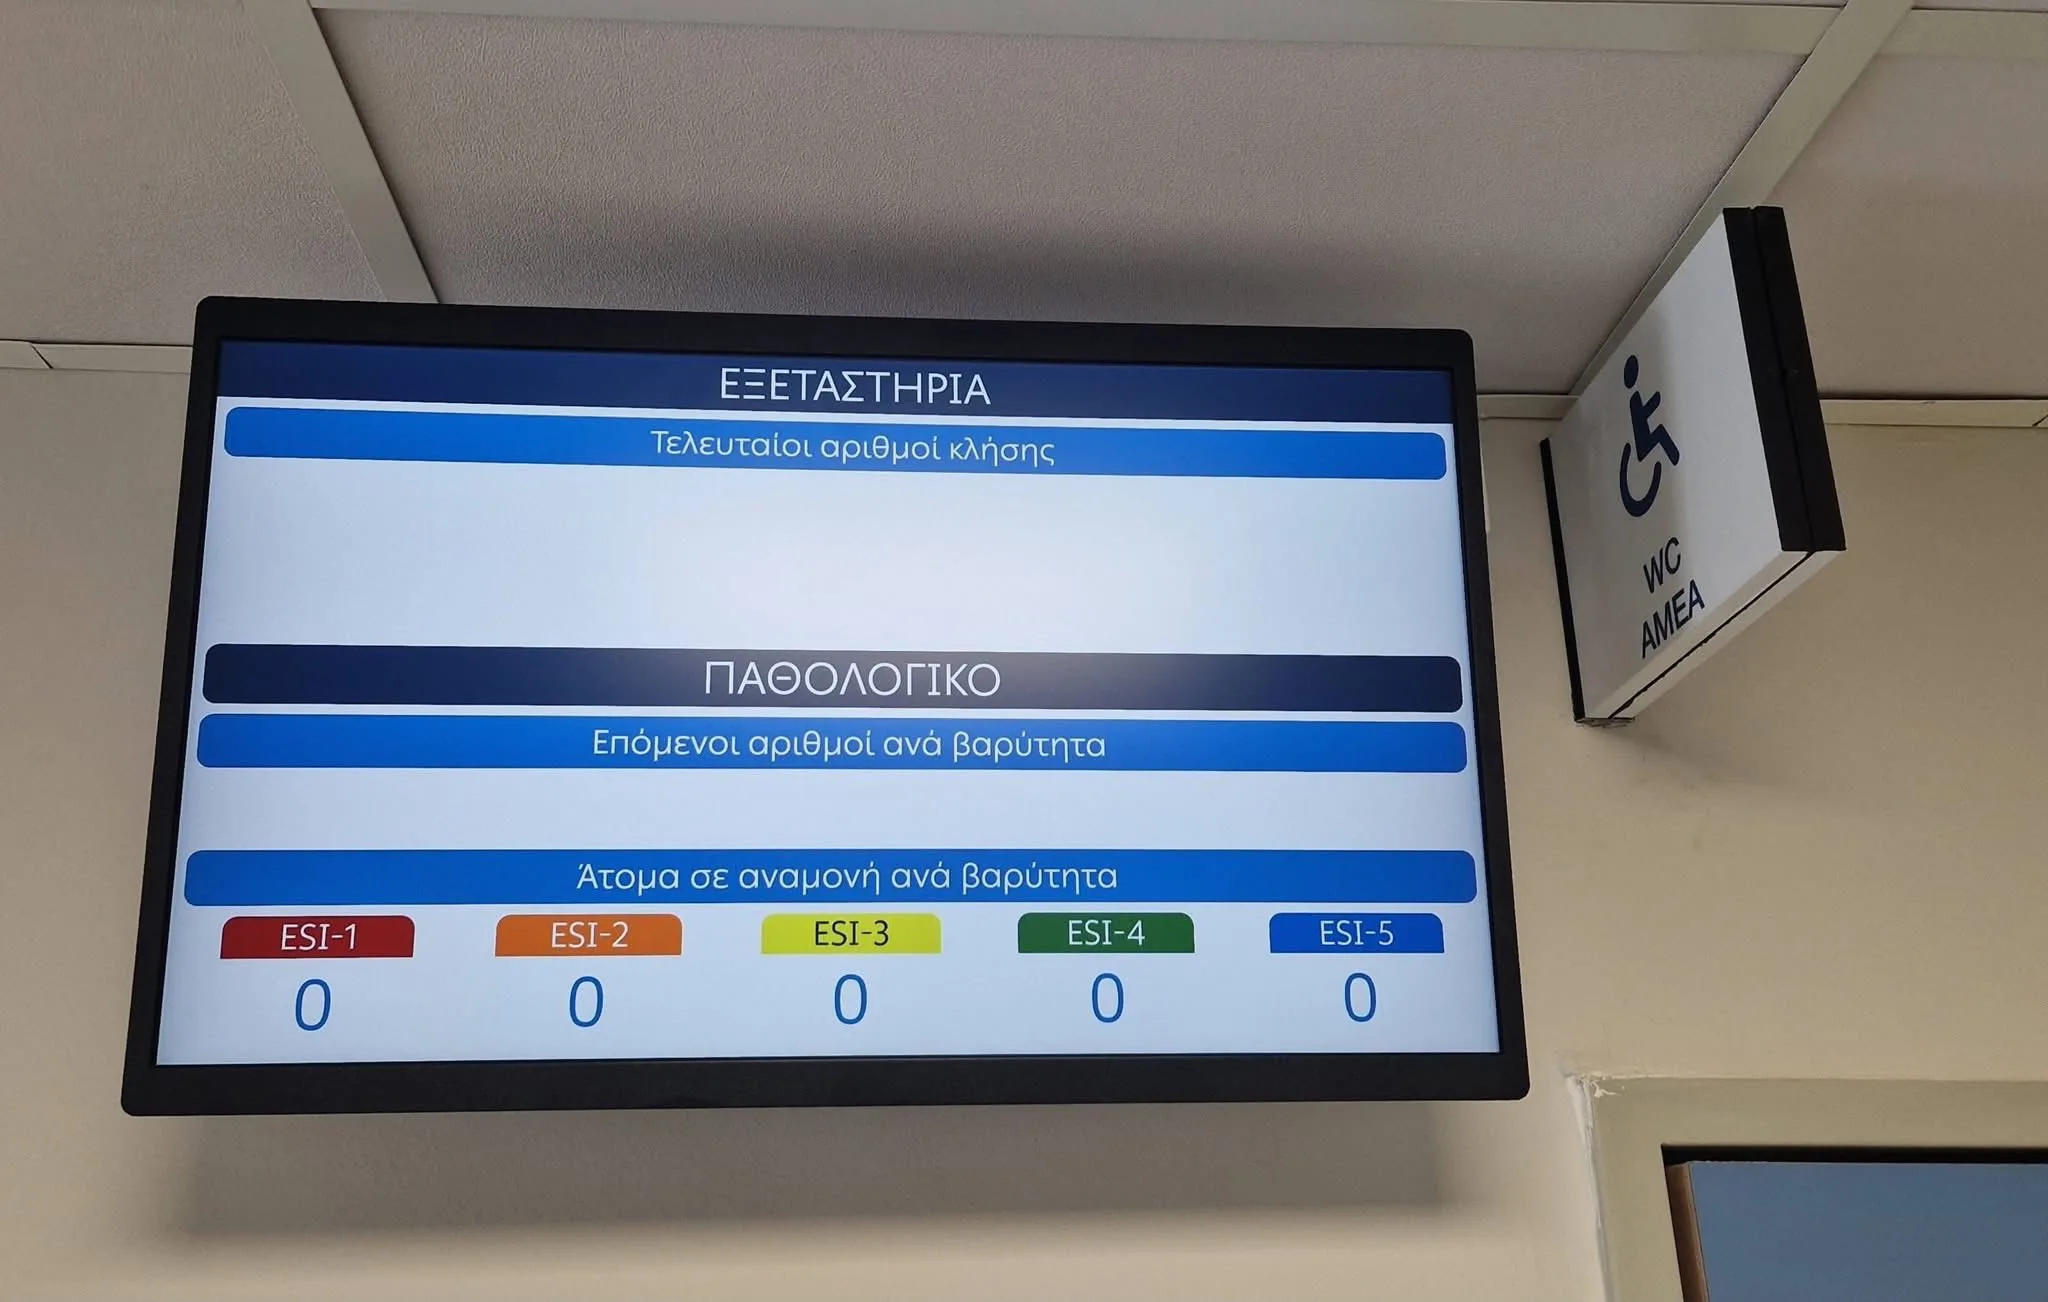 ΕΞΕΤΑΣΤΗΡΙΑ
Τελευταίοι αριθμοί κλήσης
ΠΑΘΟΛΟΓΙΚΟ
Επόμενοι αριθμοί ανά βαρύτητα
Άτομα σε αναμονή ανά βαρύτητα
ESI-1 ESI-2 ESI-3 ESI-4 ESI-5
0 0 0 0 0
WC
ΑΜΕΑ